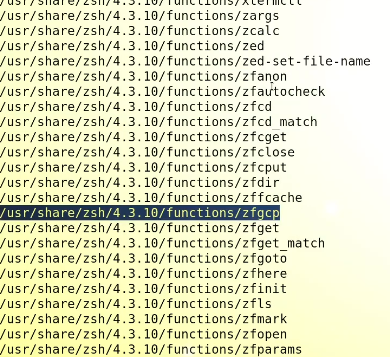 /usr/share/zsh/4.3.10/functions/xtermctl
/usr/share/zsh/4.3.10/functions/zargs
/usr/share/zsh/4.3.10/functions/zcalc
/usr/share/zsh/4.3.10/functions/zed
/usr/share/zsh/4.3.10/functions/zed-set-file-name
/usr/share/zsh/4.3.10/functions/zfanon
/usr/share/zsh/4.3.10/functions/zfautocheck
/usr/share/zsh/4.3.10/functions/zfcd
/usr/share/zsh/4.3.10/functions/zfcd_match
/usr/share/zsh/4.3.10/functions/zfcget
/usr/share/zsh/4.3.10/functions/zfclose
/usr/share/zsh/4.3.10/functions/zfcput
/usr/share/zsh/4.3.10/functions/zfdir
/usr/share/zsh/4.3.10/functions/zffcache
/usr/share/zsh/4.3.10/functions/zfgcp
/usr/share/zsh/4.3.10/functions/zfget
/usr/share/zsh/4.3.10/functions/zfget_match
/usr/share/zsh/4.3.10/functions/zfgoto
/usr/share/zsh/4.3.10/functions/zfhere
/usr/share/zsh/4.3.10/functions/zfinit
/usr/share/zsh/4.3.10/functions/zfls
/usr/share/zsh/4.3.10/functions/zfmark
/usr/share/zsh/4.3.10/functions/zfopen
/usr/share/zsh/4.3.10/functions/zfparams